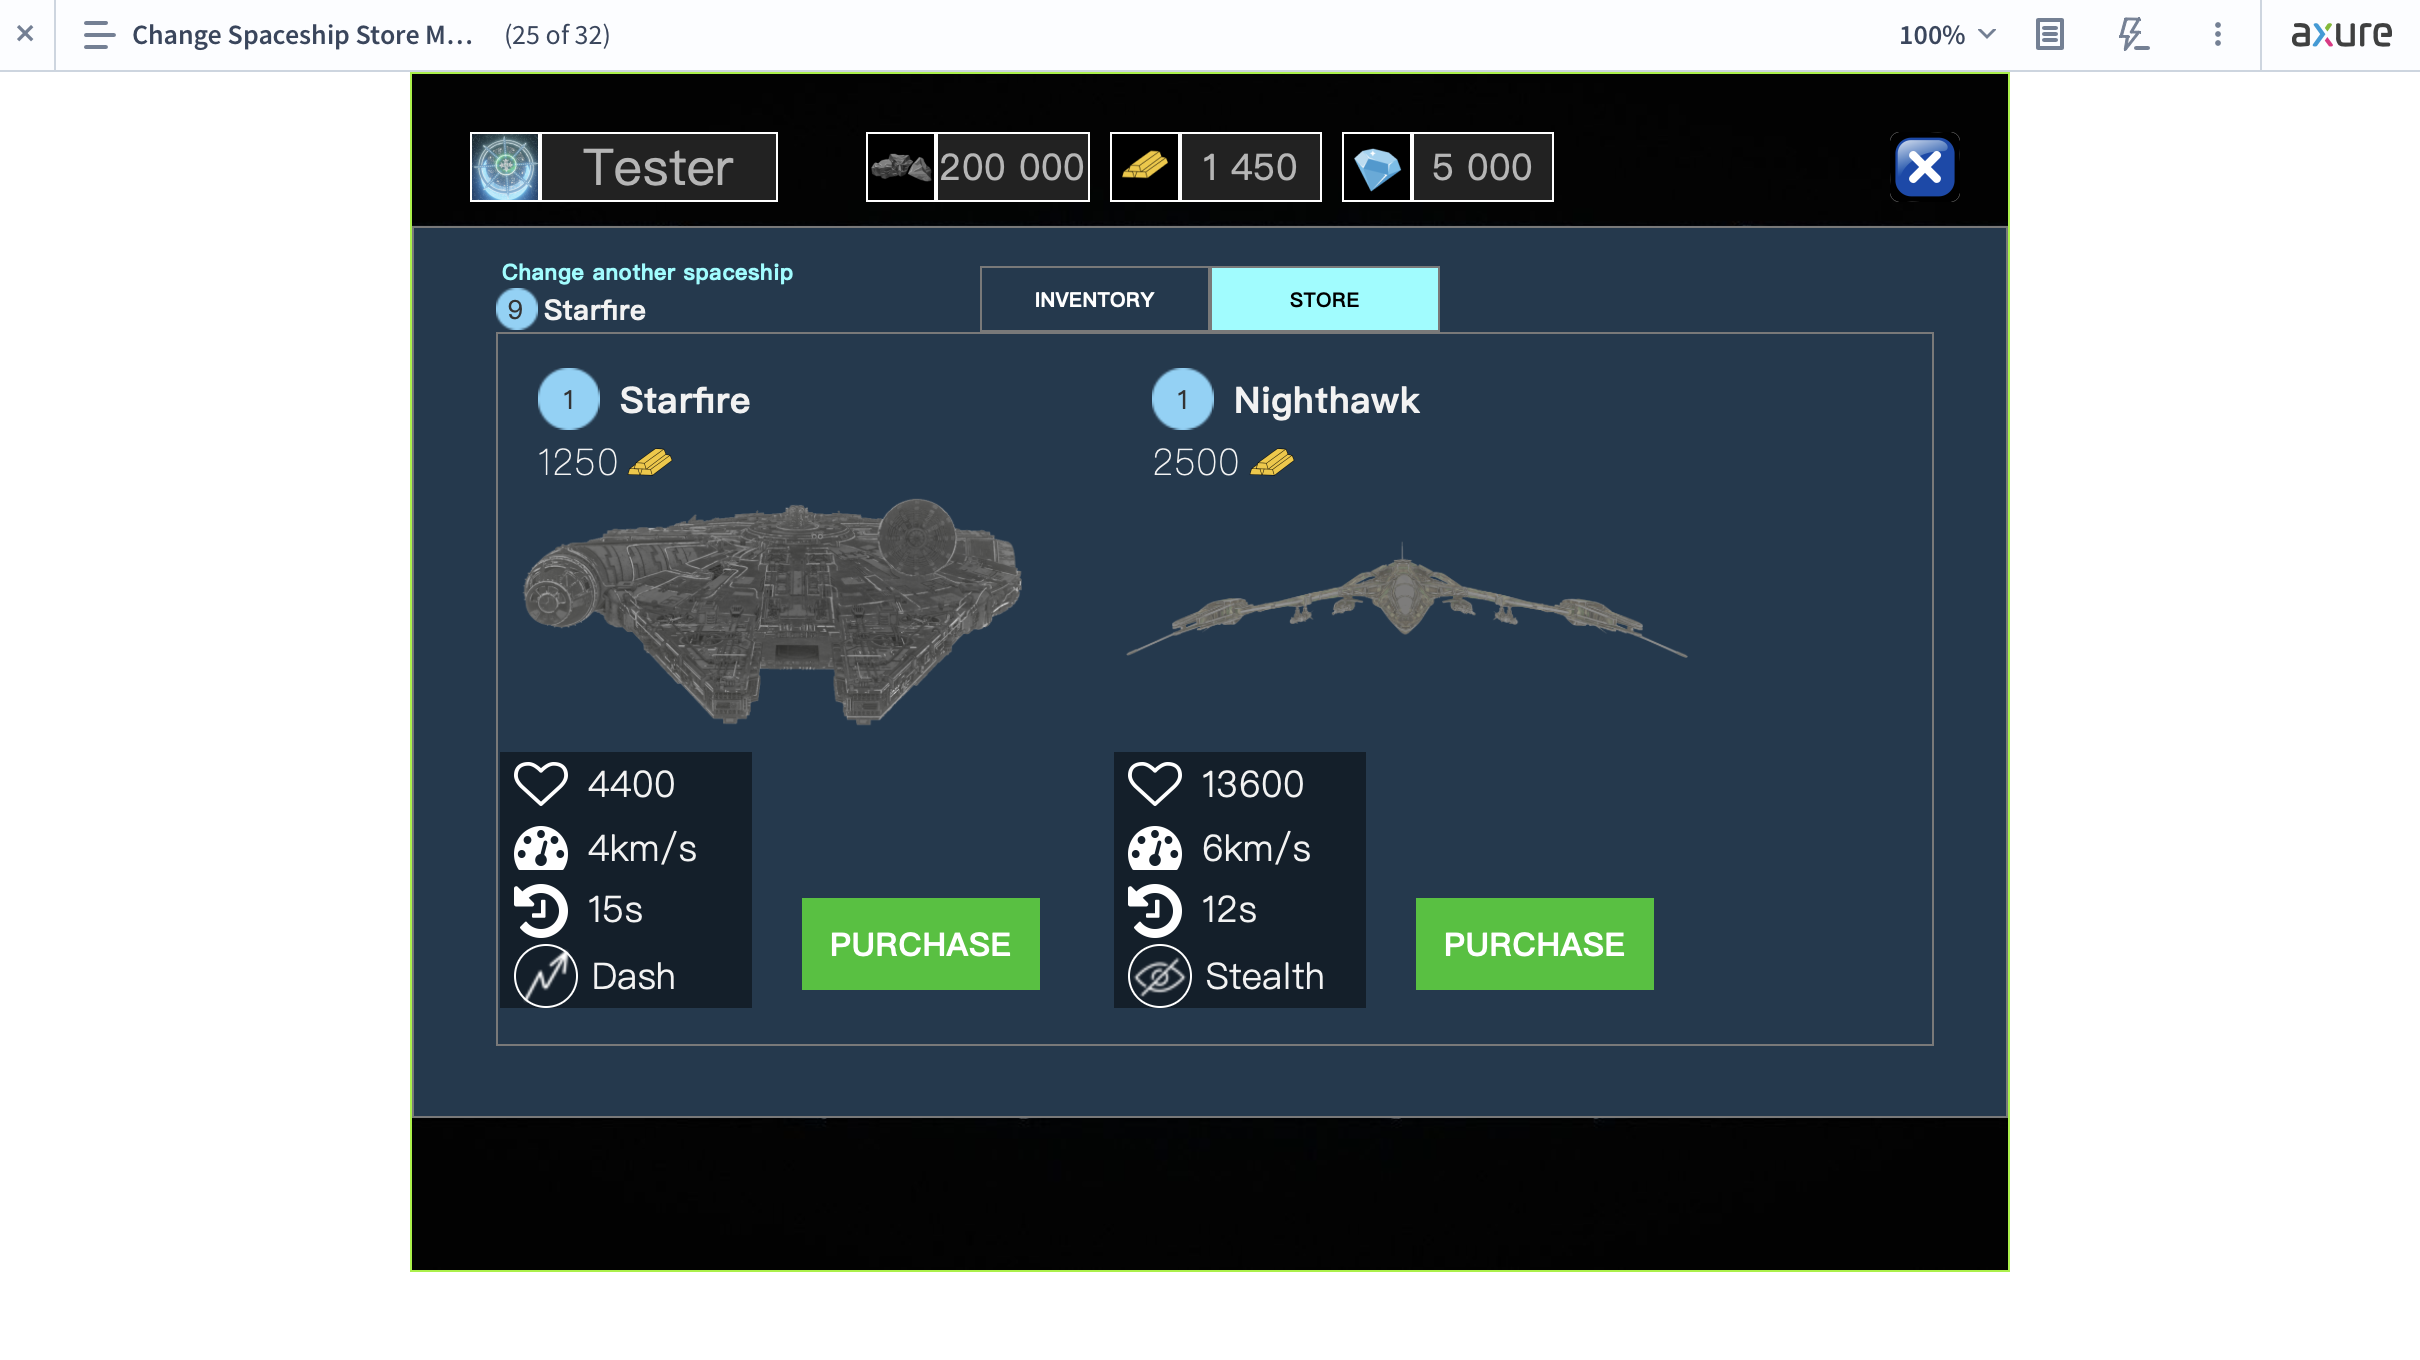 Change Spaceship Store M... (25 of 32)
100%
axure
Tester
200 000
1 450
5 000
Change another spaceship
9 Starfire
INVENTORY
STORE
1 Starfire
1250
4400
4km/s
15s
Dash
PURCHASE
1 Nighthawk
2500
13600
6km/s
12s
Stealth
PURCHASE